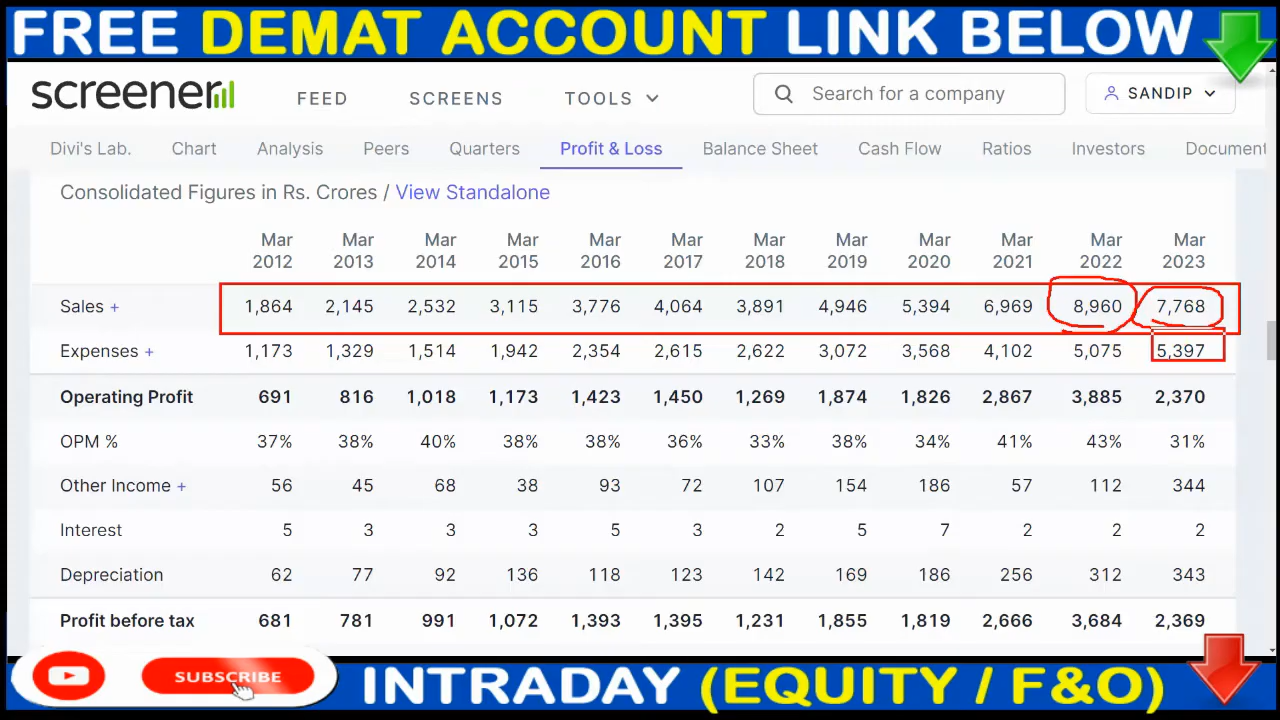 FREE DEMAT ACCOUNT LINK BELOW
screener FEED SCREENS TOOLS Search for a company SANDIP
Divi's Lab. Chart Analysis Peers Quarters Profit & Loss Balance Sheet Cash Flow Ratios Investors Document
Consolidated Figures in Rs. Crores / View Standalone
Mar Mar Mar Mar Mar Mar Mar Mar Mar Mar Mar Mar
2012 2013 2014 2015 2016 2017 2018 2019 2020 2021 2022 2023
Sales + 1,864 2,145 2,532 3,115 3,776 4,064 3,891 4,946 5,394 6,969 8,960 7,768
Expenses + 1,173 1,329 1,514 1,942 2,354 2,615 2,622 3,072 3,568 4,102 5,075 5,397
Operating Profit 691 816 1,018 1,173 1,423 1,450 1,269 1,874 1,826 2,867 3,885 2,370
OPM % 37% 38% 40% 38% 38% 36% 33% 38% 34% 41% 43% 31%
Other Income + 56 45 68 38 93 72 107 154 186 57 112 344
Interest 5 3 3 3 5 3 2 5 7 2 2 2
Depreciation 62 77 92 136 118 123 142 169 186 256 312 343
Profit before tax 681 781 991 1,072 1,393 1,395 1,231 1,855 1,819 2,666 3,684 2,369
SUBSCRIBE INTRADAY (EQUITY / F&O)